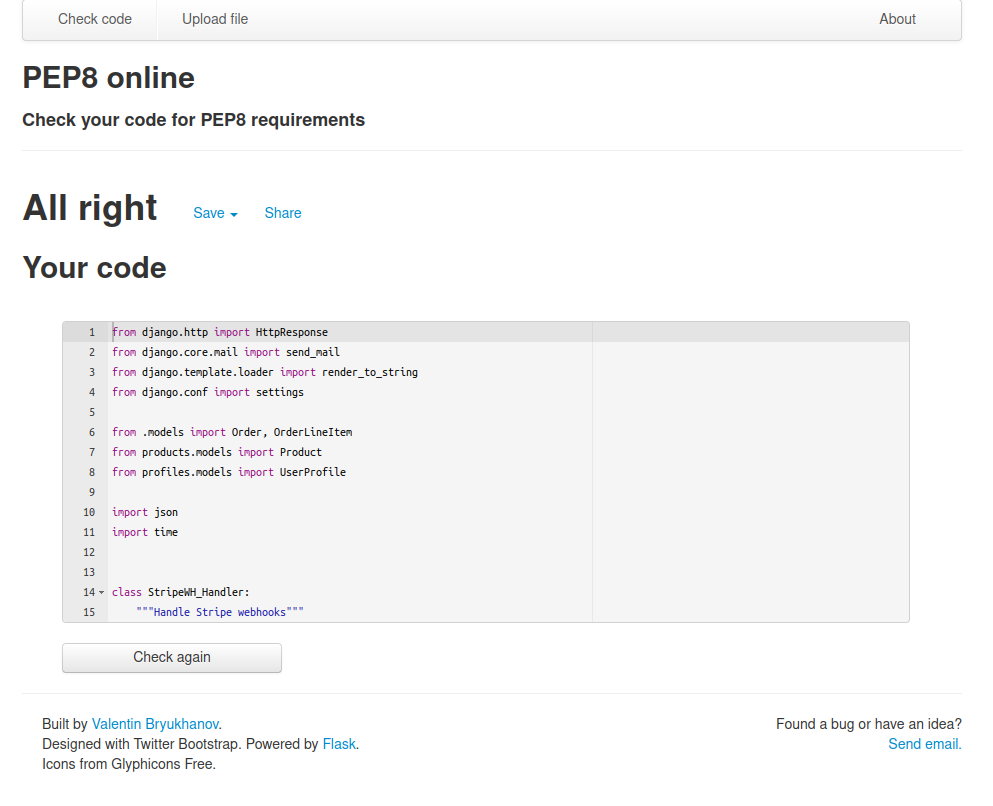 Check code Upload file About
PEP8 online
Check your code for PEP8 requirements
All right Save Share
Your code
1 from django.http import HttpResponse
2 from django.core.mail import send_mail
3 from django.template.loader import render_to_string
4 from django.conf import settings
5
6 from .models import Order, OrderLineItem
7 from products.models import Product
8 from profiles.models import UserProfile
9
10 import json
11 import time
12
13
14 class StripeWH_Handler:
15 """Handle Stripe webhooks"""
Check again
Built by Valentin Bryukhanov. Found a bug or have an idea?
Designed with Twitter Bootstrap. Powered by Flask. Send email.
Icons from Glyphicons Free.